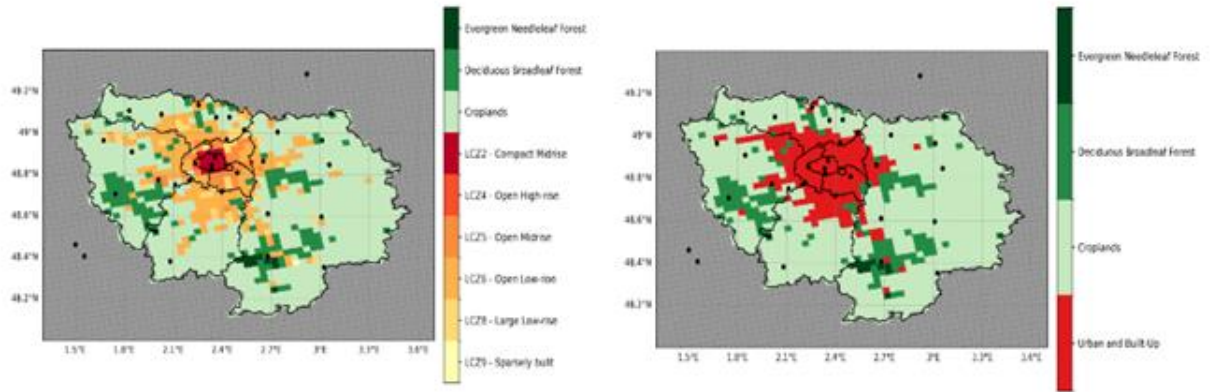 Evergreen Needleleaf Forest
Deciduous Broadleaf Forest
Croplands
LCZ2 - Compact Midrise
LCZ4 - Open High-rise
LCZ5 - Open Midrise
LCZ6 - Open Low-rise
LCZ8 - Large Low-rise
LCZ9 - Sparsely built
49.2°N
49°N
48.8°N
48.6°N
48.4°N
48.2°N
1.5°E 1.8°E 2.1°E 2.4°E 2.7°E 3°E 3.3°E 3.6°E
Evergreen Needleleaf Forest
Deciduous Broadleaf Forest
Croplands
Urban and Built-Up
49.2°N
49°N
48.8°N
48.6°N
48.4°N
48.2°N
1.5°E 1.8°E 2.1°E 2.4°E 2.7°E 3°E 3.3°E